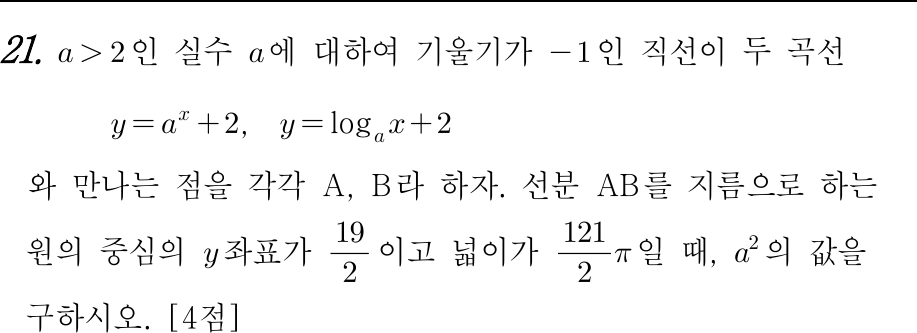 21. a > 2인 실수 a에 대하여 기울기가 −1인 직선이 두 곡선
y = aˣ + 2, y = logₐx + 2
와 만나는 점을 각각 A, B라 하자. 선분 AB를 지름으로 하는
원의 중심의 y좌표가 19/2이고 넓이가 121/2 π일 때, a²의 값을
구하시오. [4점]